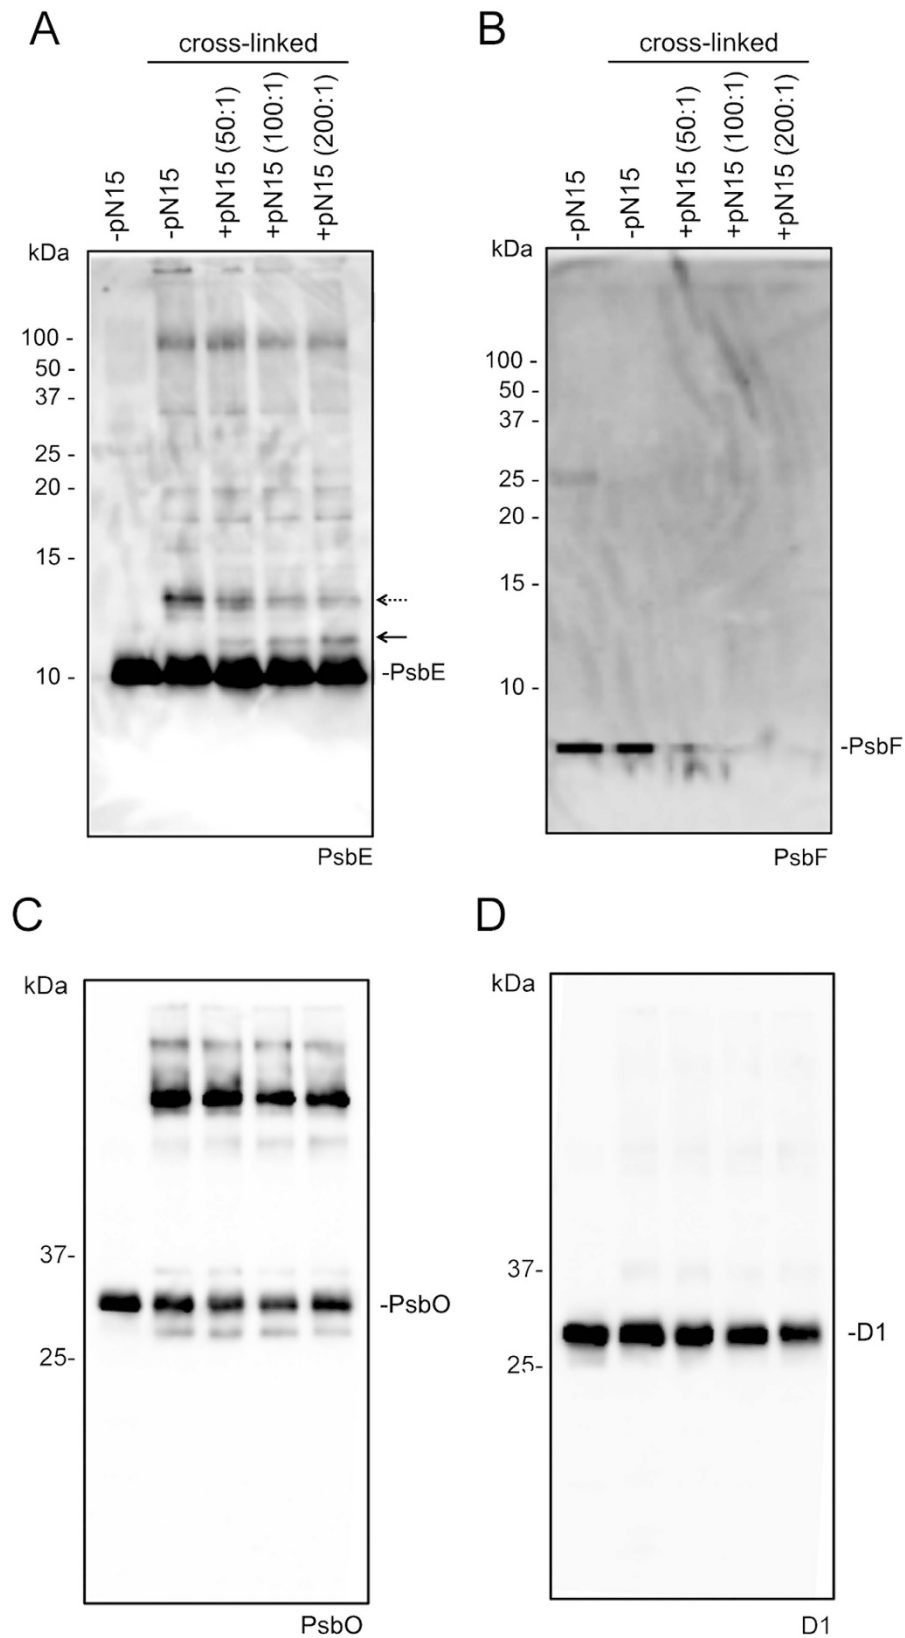 A
cross-linked
-pN15
-pN15
+pN15 (50:1)
+pN15 (100:1)
+pN15 (200:1)
kDa
100 -
50 -
37 -
25 -
20 -
15 -
10 -
-PsbE
PsbE
B
cross-linked
-pN15
-pN15
+pN15 (50:1)
+pN15 (100:1)
+pN15 (200:1)
kDa
100 -
50 -
37 -
25 -
20 -
15 -
10 -
-PsbF
PsbF
C
kDa
37-
-PsbO
25-
PsbO
D
kDa
37-
-D1
25-
D1